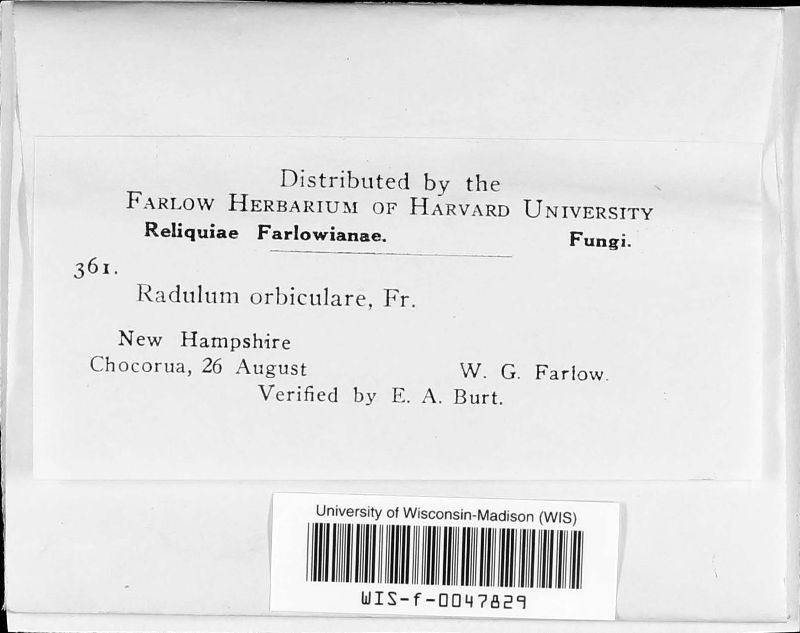 Distributed by the
FARLOW HERBARIUM OF HARVARD UNIVERSITY
Reliquiae Farlowianae. Fungi.
361.
Radulum orbiculare, Fr.
New Hampshire
Chocorua, 26 August W. G. Farlow.
Verified by E. A. Burt.
University of Wisconsin-Madison (WIS)
WIS-f-0047829